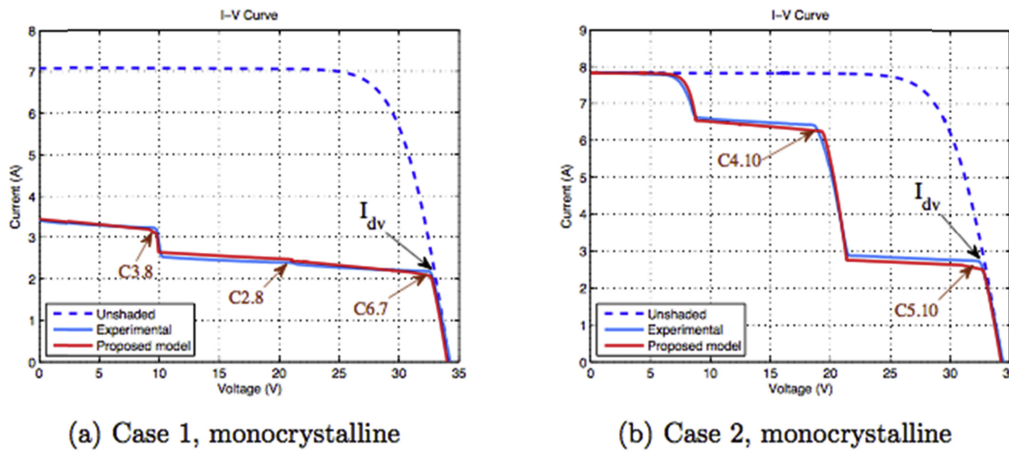 I-V Curve
8
7
6
5
4
3
2
1
0
Current (A)
I_dv
C3.8
C2.8
C6.7
Unshaded
Experimental
Proposed model
0 5 10 15 20 25 30 35
Voltage (V)
(a) Case 1, monocrystalline
I-V Curve
9
8
7
6
5
4
3
2
1
0
Current (A)
C4.10
I_dv
C5.10
Unshaded
Experimental
Proposed model
0 5 10 15 20 25 30 35
Voltage (V)
(b) Case 2, monocrystalline